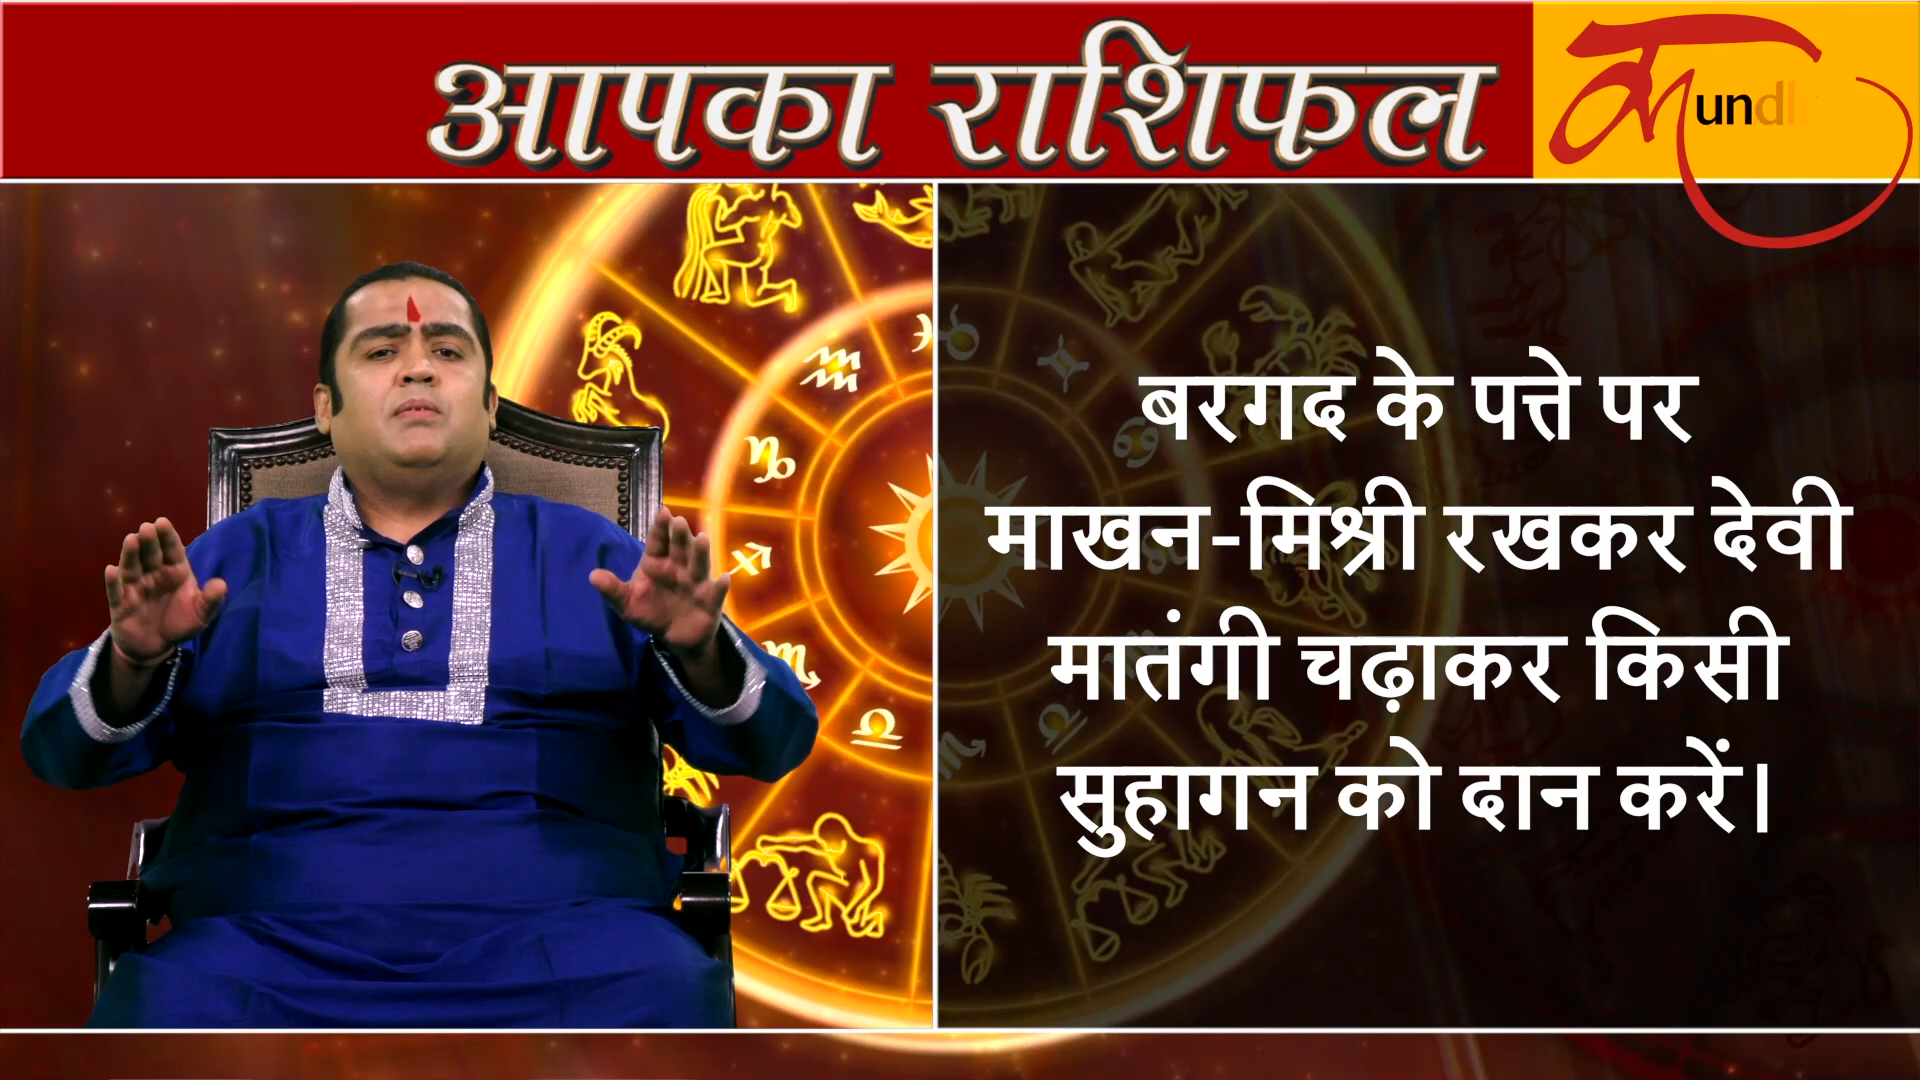 आपका राशिफल
बरगद के पत्ते पर
माखन-मिश्री रखकर देवी
मातंगी चढ़ाकर किसी
सुहागन को दान करें।